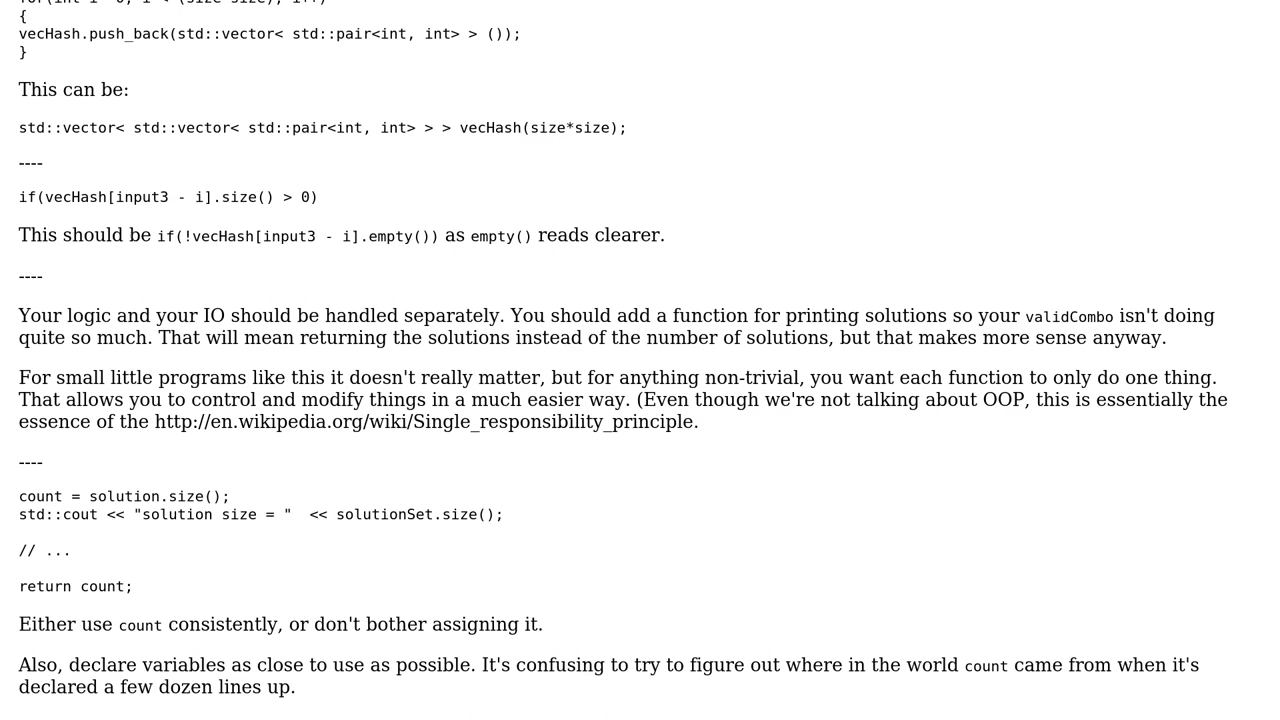 {
vecHash.push_back(std::vector< std::pair<int, int> > ());
}
This can be:
std::vector< std::vector< std::pair<int, int> > > vecHash(size*size);
----
if(vecHash[input3 - i].size() > 0)
This should be if(!vecHash[input3 - i].empty()) as empty() reads clearer.
----
Your logic and your IO should be handled separately. You should add a function for printing solutions so your validCombo isn't doing
quite so much. That will mean returning the solutions instead of the number of solutions, but that makes more sense anyway.
For small little programs like this it doesn't really matter, but for anything non-trivial, you want each function to only do one thing.
That allows you to control and modify things in a much easier way. (Even though we're not talking about OOP, this is essentially the
essence of the http://en.wikipedia.org/wiki/Single_responsibility_principle.
----
count = solution.size();
std::cout << "solution size = "  << solutionSet.size();
// ...
return count;
Either use count consistently, or don't bother assigning it.
Also, declare variables as close to use as possible. It's confusing to try to figure out where in the world count came from when it's
declared a few dozen lines up.